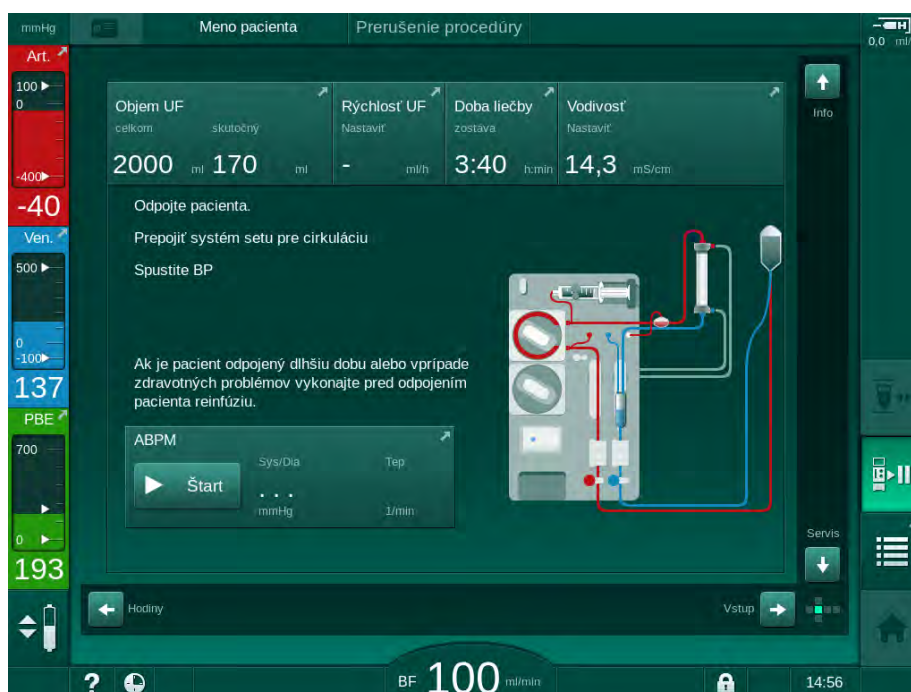 mmHg
Meno pacienta
Prerušenie procedúry
H
0,0 ml/
Art.
100
0
-400
-40
Ven.
500
0
-100
137
PBE
700
0
193
Objem UF
celkom skutočný
2000 ml 170 ml
Rýchlosť UF
Nastaviť
- ml/h
Doba liečby
zostáva
3:40 h:min
Vodivosť
Nastaviť
14,3 mS/cm
Info
Odpojte pacienta.
Prepojiť systém setu pre cirkuláciu
Spustite BP
Ak je pacient odpojený dlhšiu dobu alebo vprípade
zdravotných problémov vykonajte pred odpojením
pacienta reinfúziu.
ABPM
Sys/Dia Tep
Štart . . .
mmHg 1/min
Servis
Hodiny
Vstup
? BF 100 ml/min 14:56